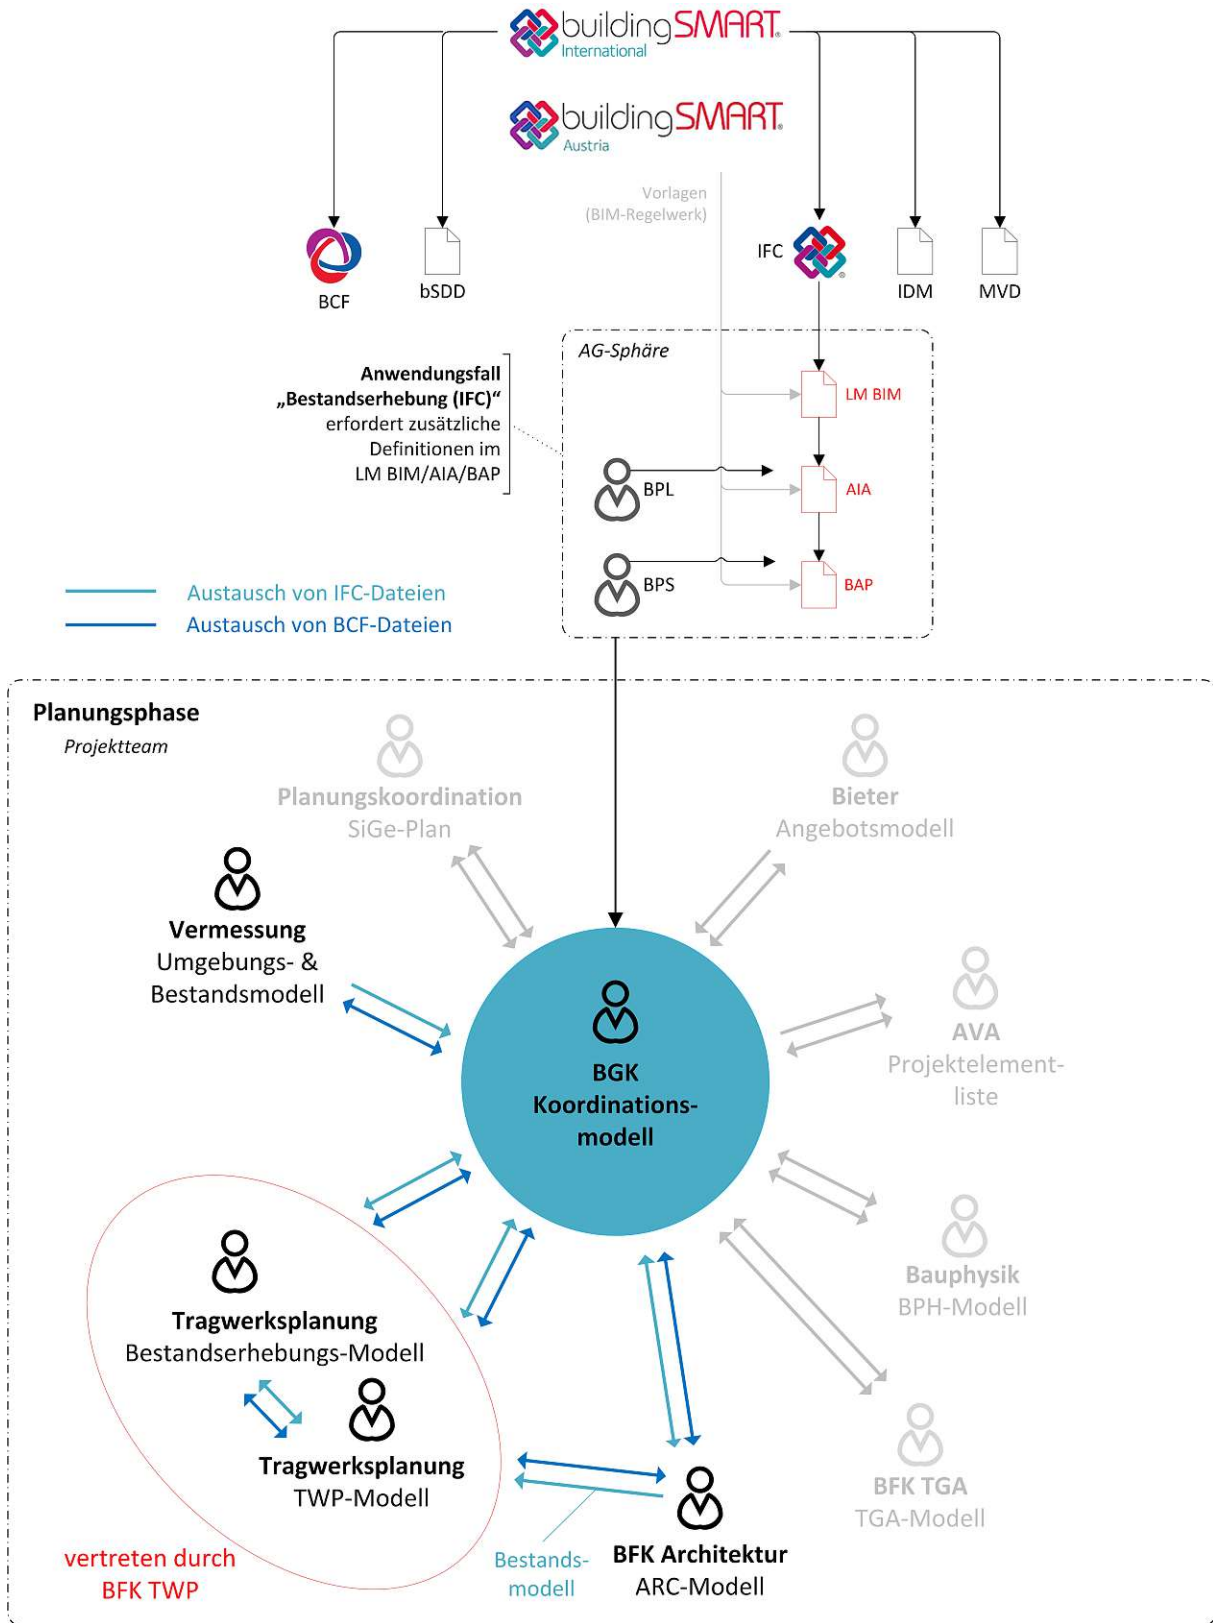 buildingSMART®
International
buildingSMART®
Austria
Vorlagen
(BIM-Regelwerk)
IFC
BCF
bSDD
IDM
MVD
AG-Sphäre
Anwendungsfall
„Bestandserhebung (IFC)“
erfordert zusätzliche
Definitionen im
LM BIM/AIA/BAP
LM BIM
BPL
AIA
BPS
BAP
Austausch von IFC-Dateien
Austausch von BCF-Dateien
Planungsphase
Projektteam
Planungskoordination
SiGe-Plan
Bieter
Angebotsmodell
Vermessung
Umgebungs- &
Bestandsmodell
BGK
Koordinations-
modell
AVA
Projektelement-
liste
Bauphysik
BPH-Modell
Tragwerksplanung
Bestandserhebungs-Modell
Tragwerksplanung
TWP-Modell
BFK TGA
TGA-Modell
vertreten durch
BFK TWP
Bestands-
modell
BFK Architektur
ARC-Modell